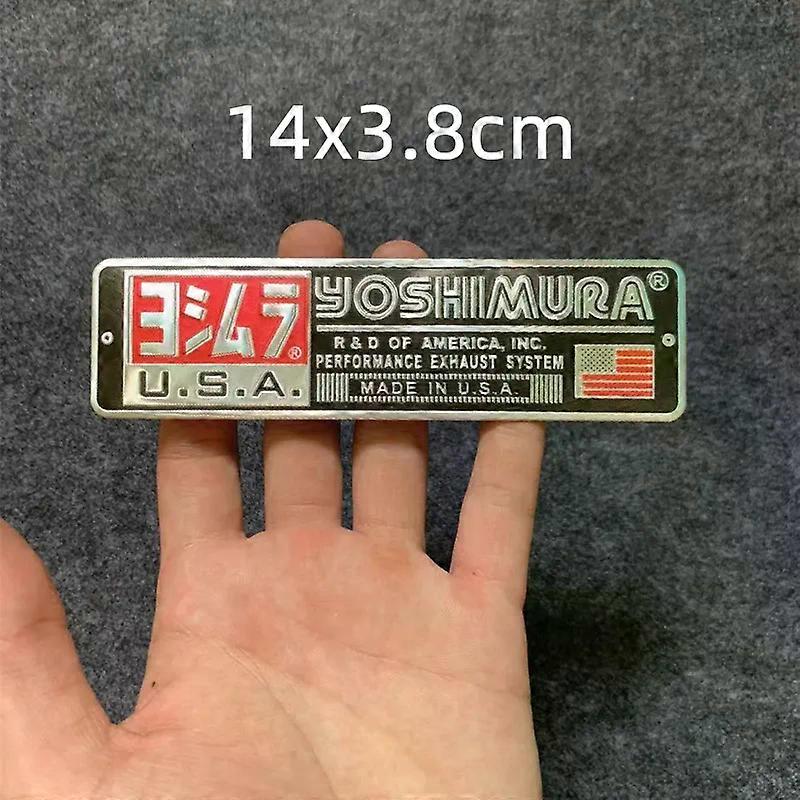 14x3.8cm
ヨシムラ®
U.S.A.
YOSHIMURA®
R & D OF AMERICA, INC.
PERFORMANCE EXHAUST SYSTEM
MADE IN U.S.A.